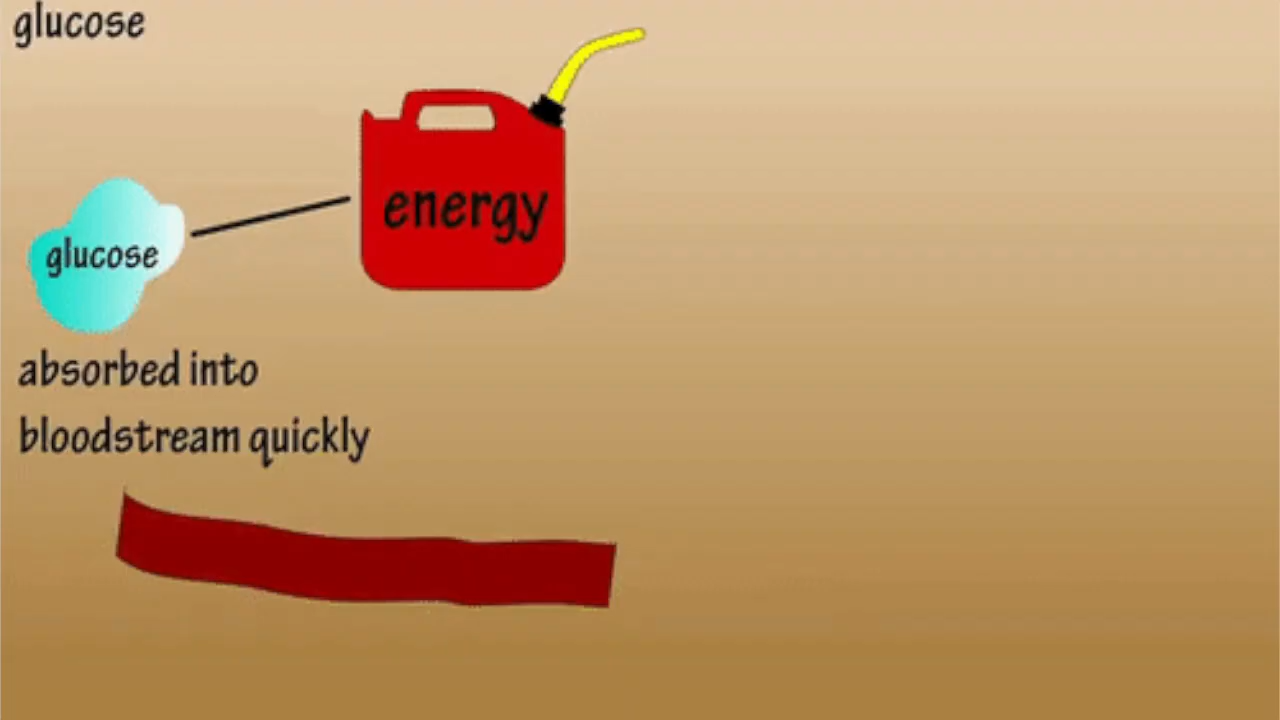 glucose
energy
glucose
absorbed into
bloodstream quickly